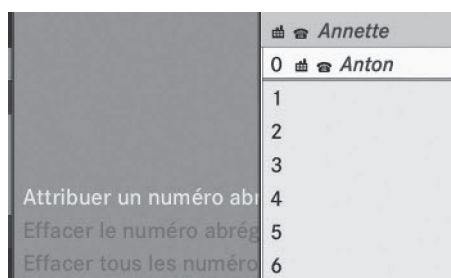 Annette
0 Anton
1
2
3
Attribuer un numéro abr 4
Effacer le numéro abrég 5
Effacer tous les numéro 6